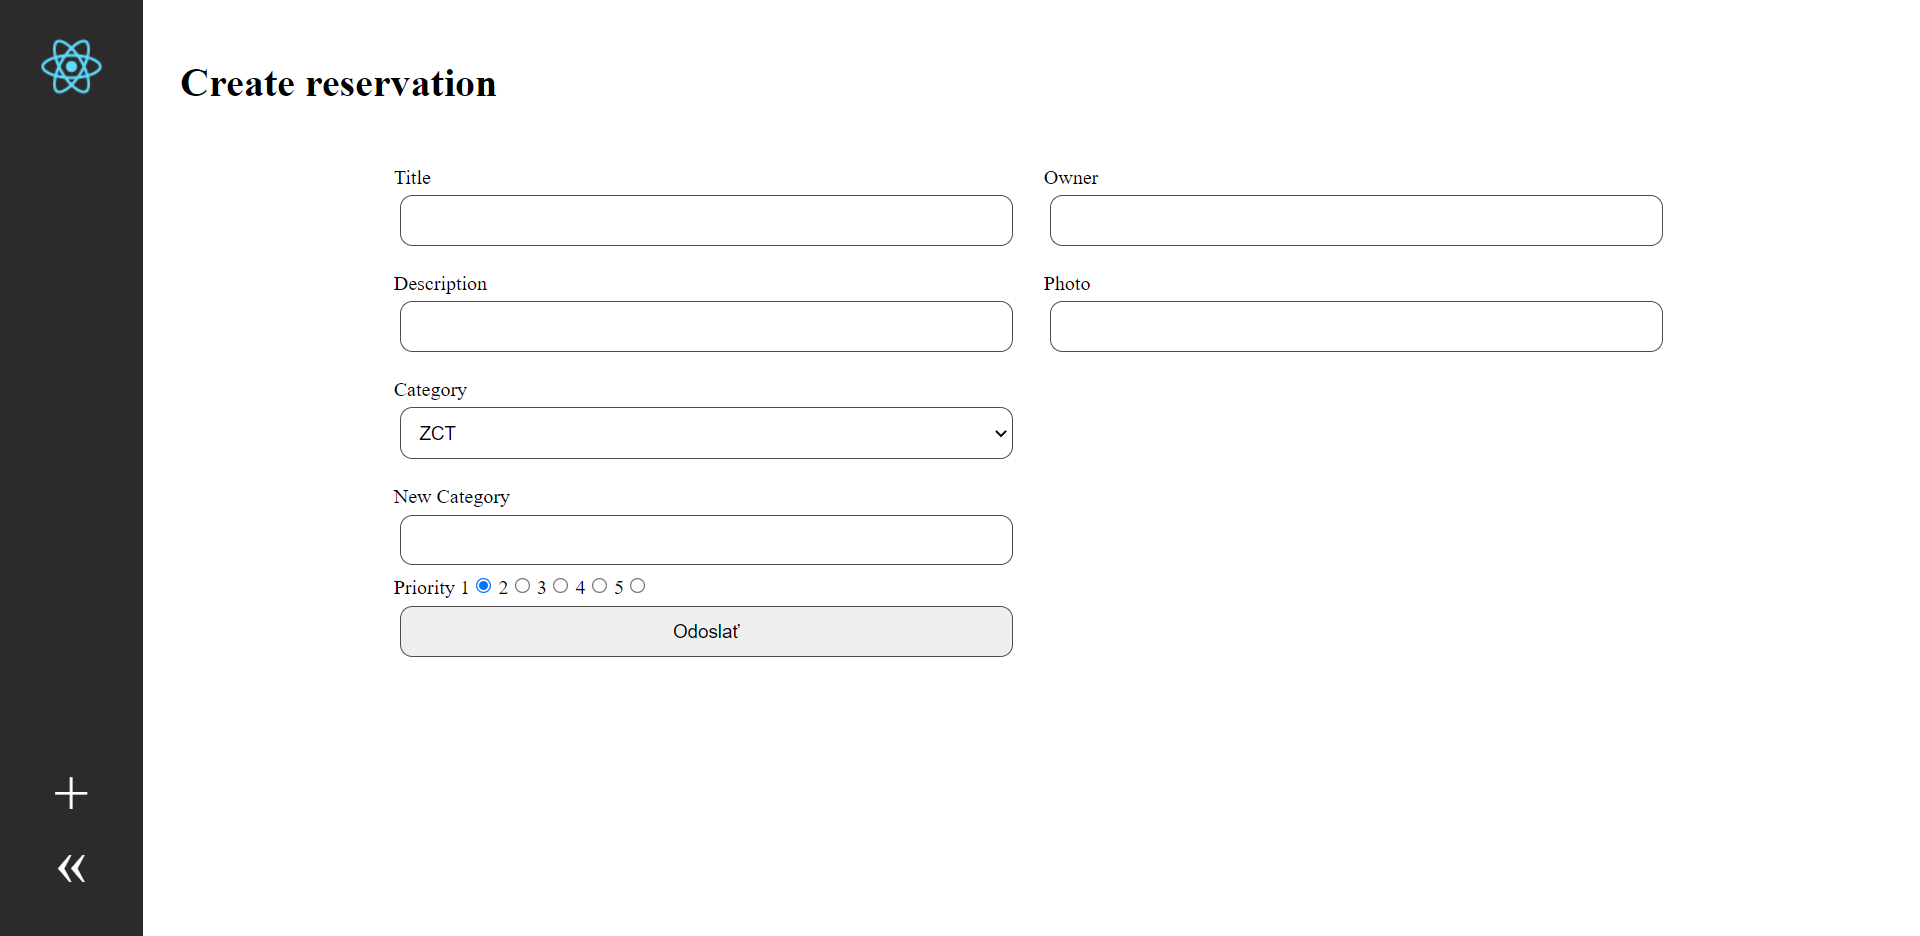 Create reservation
Title
Owner
Description
Photo
Category
ZCT
New Category
Priority 1 2 3 4 5
Odoslať